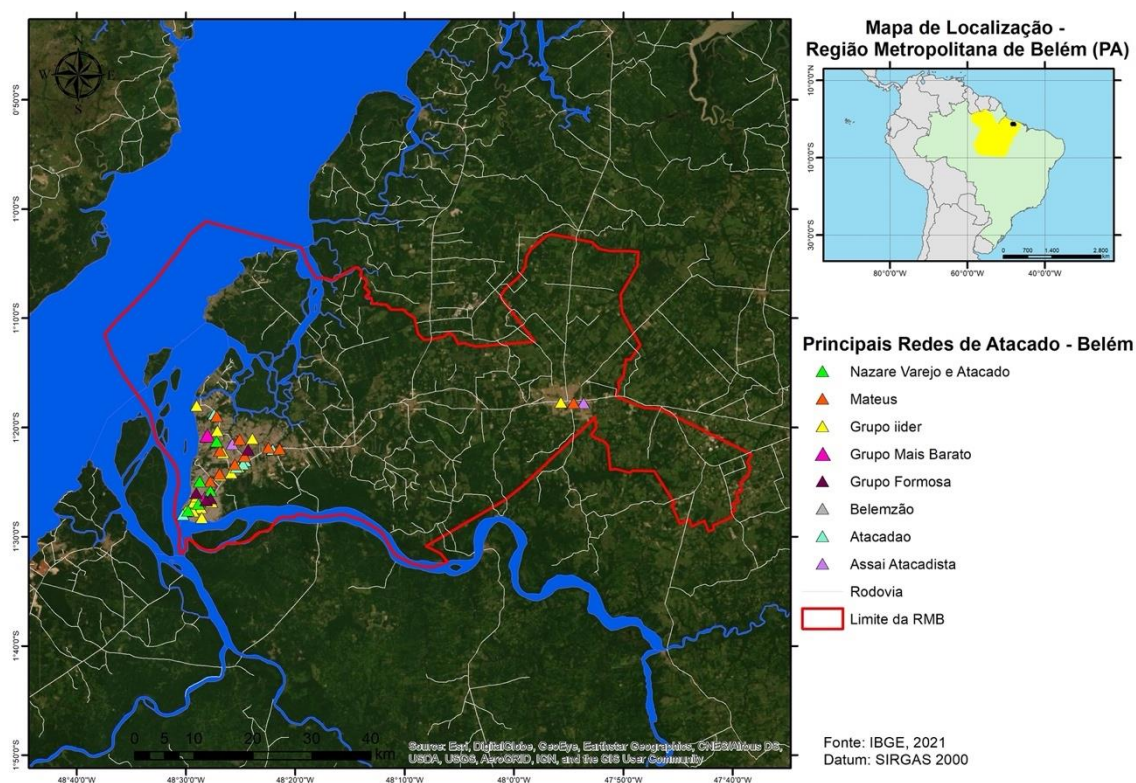 Mapa de Localização -
Região Metropolitana de Belém (PA)
10°0'0"N
10°0'0"S
30°0'0"S
0 700 1.400 2.800
km
80°0'0"W 60°0'0"W 40°0'0"W
N
W E
S
0°50'0"S
1°0'0"S
1°10'0"S
1°20'0"S
1°30'0"S
1°40'0"S
1°50'0"S
Principais Redes de Atacado - Belém
Nazare Varejo e Atacado
Mateus
Grupo iider
Grupo Mais Barato
Grupo Formosa
Belemzão
Atacadao
Assai Atacadista
Rodovia
Limite da RMB
0 5 10 20 30 40
km
Source: Esri, DigitalGlobe, GeoEye, Earthstar Geographics, CNES/Airbus DS,
USDA, USGS, AeroGRID, IGN, and the GIS User Community
48°40'0"W 48°30'0"W 48°20'0"W 48°10'0"W 48°0'0"W 47°50'0"W 47°40'0"W
Fonte: IBGE, 2021
Datum: SIRGAS 2000